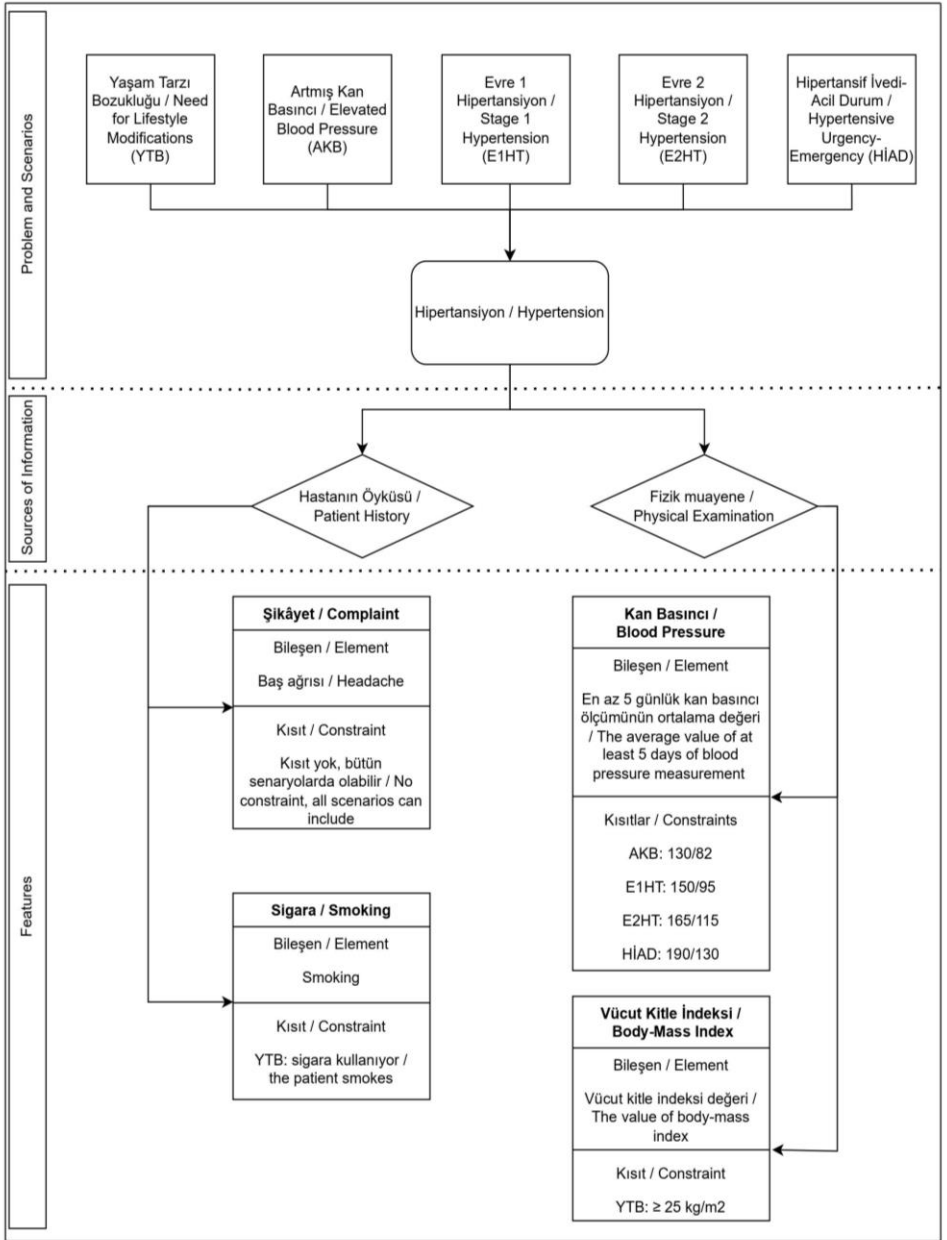 Problem and Scenarios
Yaşam Tarzı
Bozukluğu / Need
for Lifestyle
Modifications
(YTB)
Artmış Kan
Basıncı / Elevated
Blood Pressure
(AKB)
Evre 1
Hipertansiyon /
Stage 1
Hypertension
(E1HT)
Evre 2
Hipertansiyon /
Stage 2
Hypertension
(E2HT)
Hipertansif İvedi-
Acil Durum /
Hypertensive
Urgency-
Emergency (HİAD)
Hipertansiyon / Hypertension
Sources of Information
Hastanın Öyküsü /
Patient History
Fizik muayene /
Physical Examination
Features
Şikâyet / Complaint
Bileşen / Element
Baş ağrısı / Headache
Kısıt / Constraint
Kısıt yok, bütün
senaryolarda olabilir / No
constraint, all scenarios can
include
Sigara / Smoking
Bileşen / Element
Smoking
Kısıt / Constraint
YTB: sigara kullanıyor /
the patient smokes
Kan Basıncı /
Blood Pressure
Bileşen / Element
En az 5 günlük kan basıncı
ölçümünün ortalama değeri
/ The average value of at
least 5 days of blood
pressure measurement
Kısıtlar / Constraints
AKB: 130/82
E1HT: 150/95
E2HT: 165/115
HİAD: 190/130
Vücut Kitle İndeksi /
Body-Mass Index
Bileşen / Element
Vücut kitle indeksi değeri /
The value of body-mass
index
Kısıt / Constraint
YTB: ≥ 25 kg/m2